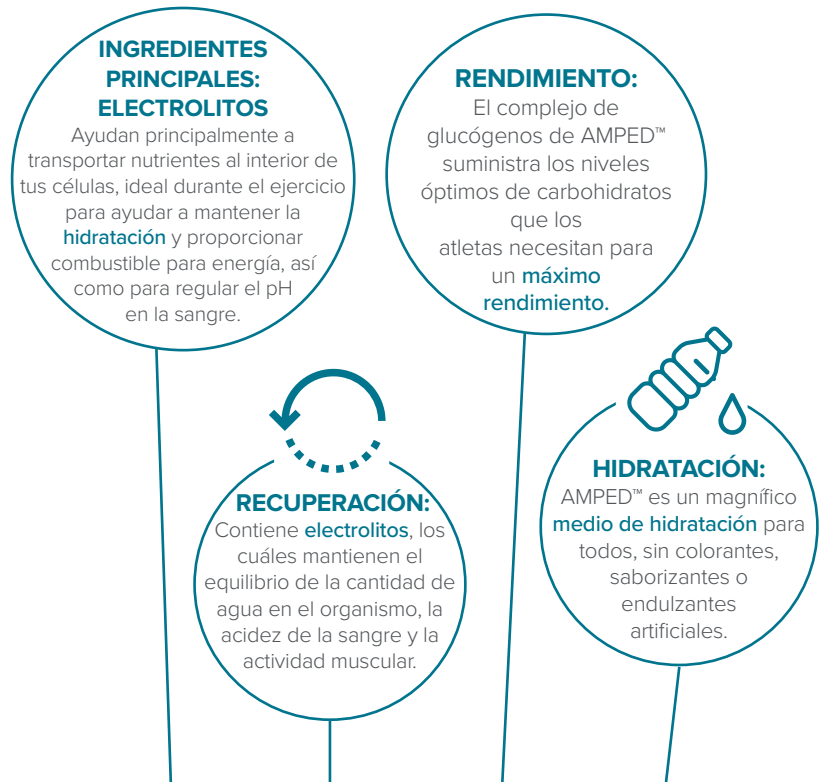 INGREDIENTES
PRINCIPALES:
ELECTROLITOS
Ayudan principalmente a
transportar nutrientes al interior de
tus células, ideal durante el ejercicio
para ayudar a mantener la
hidratación y proporcionar
combustible para energía, así
como para regular el pH
en la sangre.
RENDIMIENTO:
El complejo de
glucógenos de AMPED™
suministra los niveles
óptimos de carbohidratos
que los
atletas necesitan para
un máximo
rendimiento.
RECUPERACIÓN:
Contiene electrolitos, los
cuáles mantienen el
equilibrio de la cantidad de
agua en el organismo, la
acidez de la sangre y la
actividad muscular.
HIDRATACIÓN:
AMPED™ es un magnífico
medio de hidratación para
todos, sin colorantes,
saborizantes o
endulzantes
artificiales.